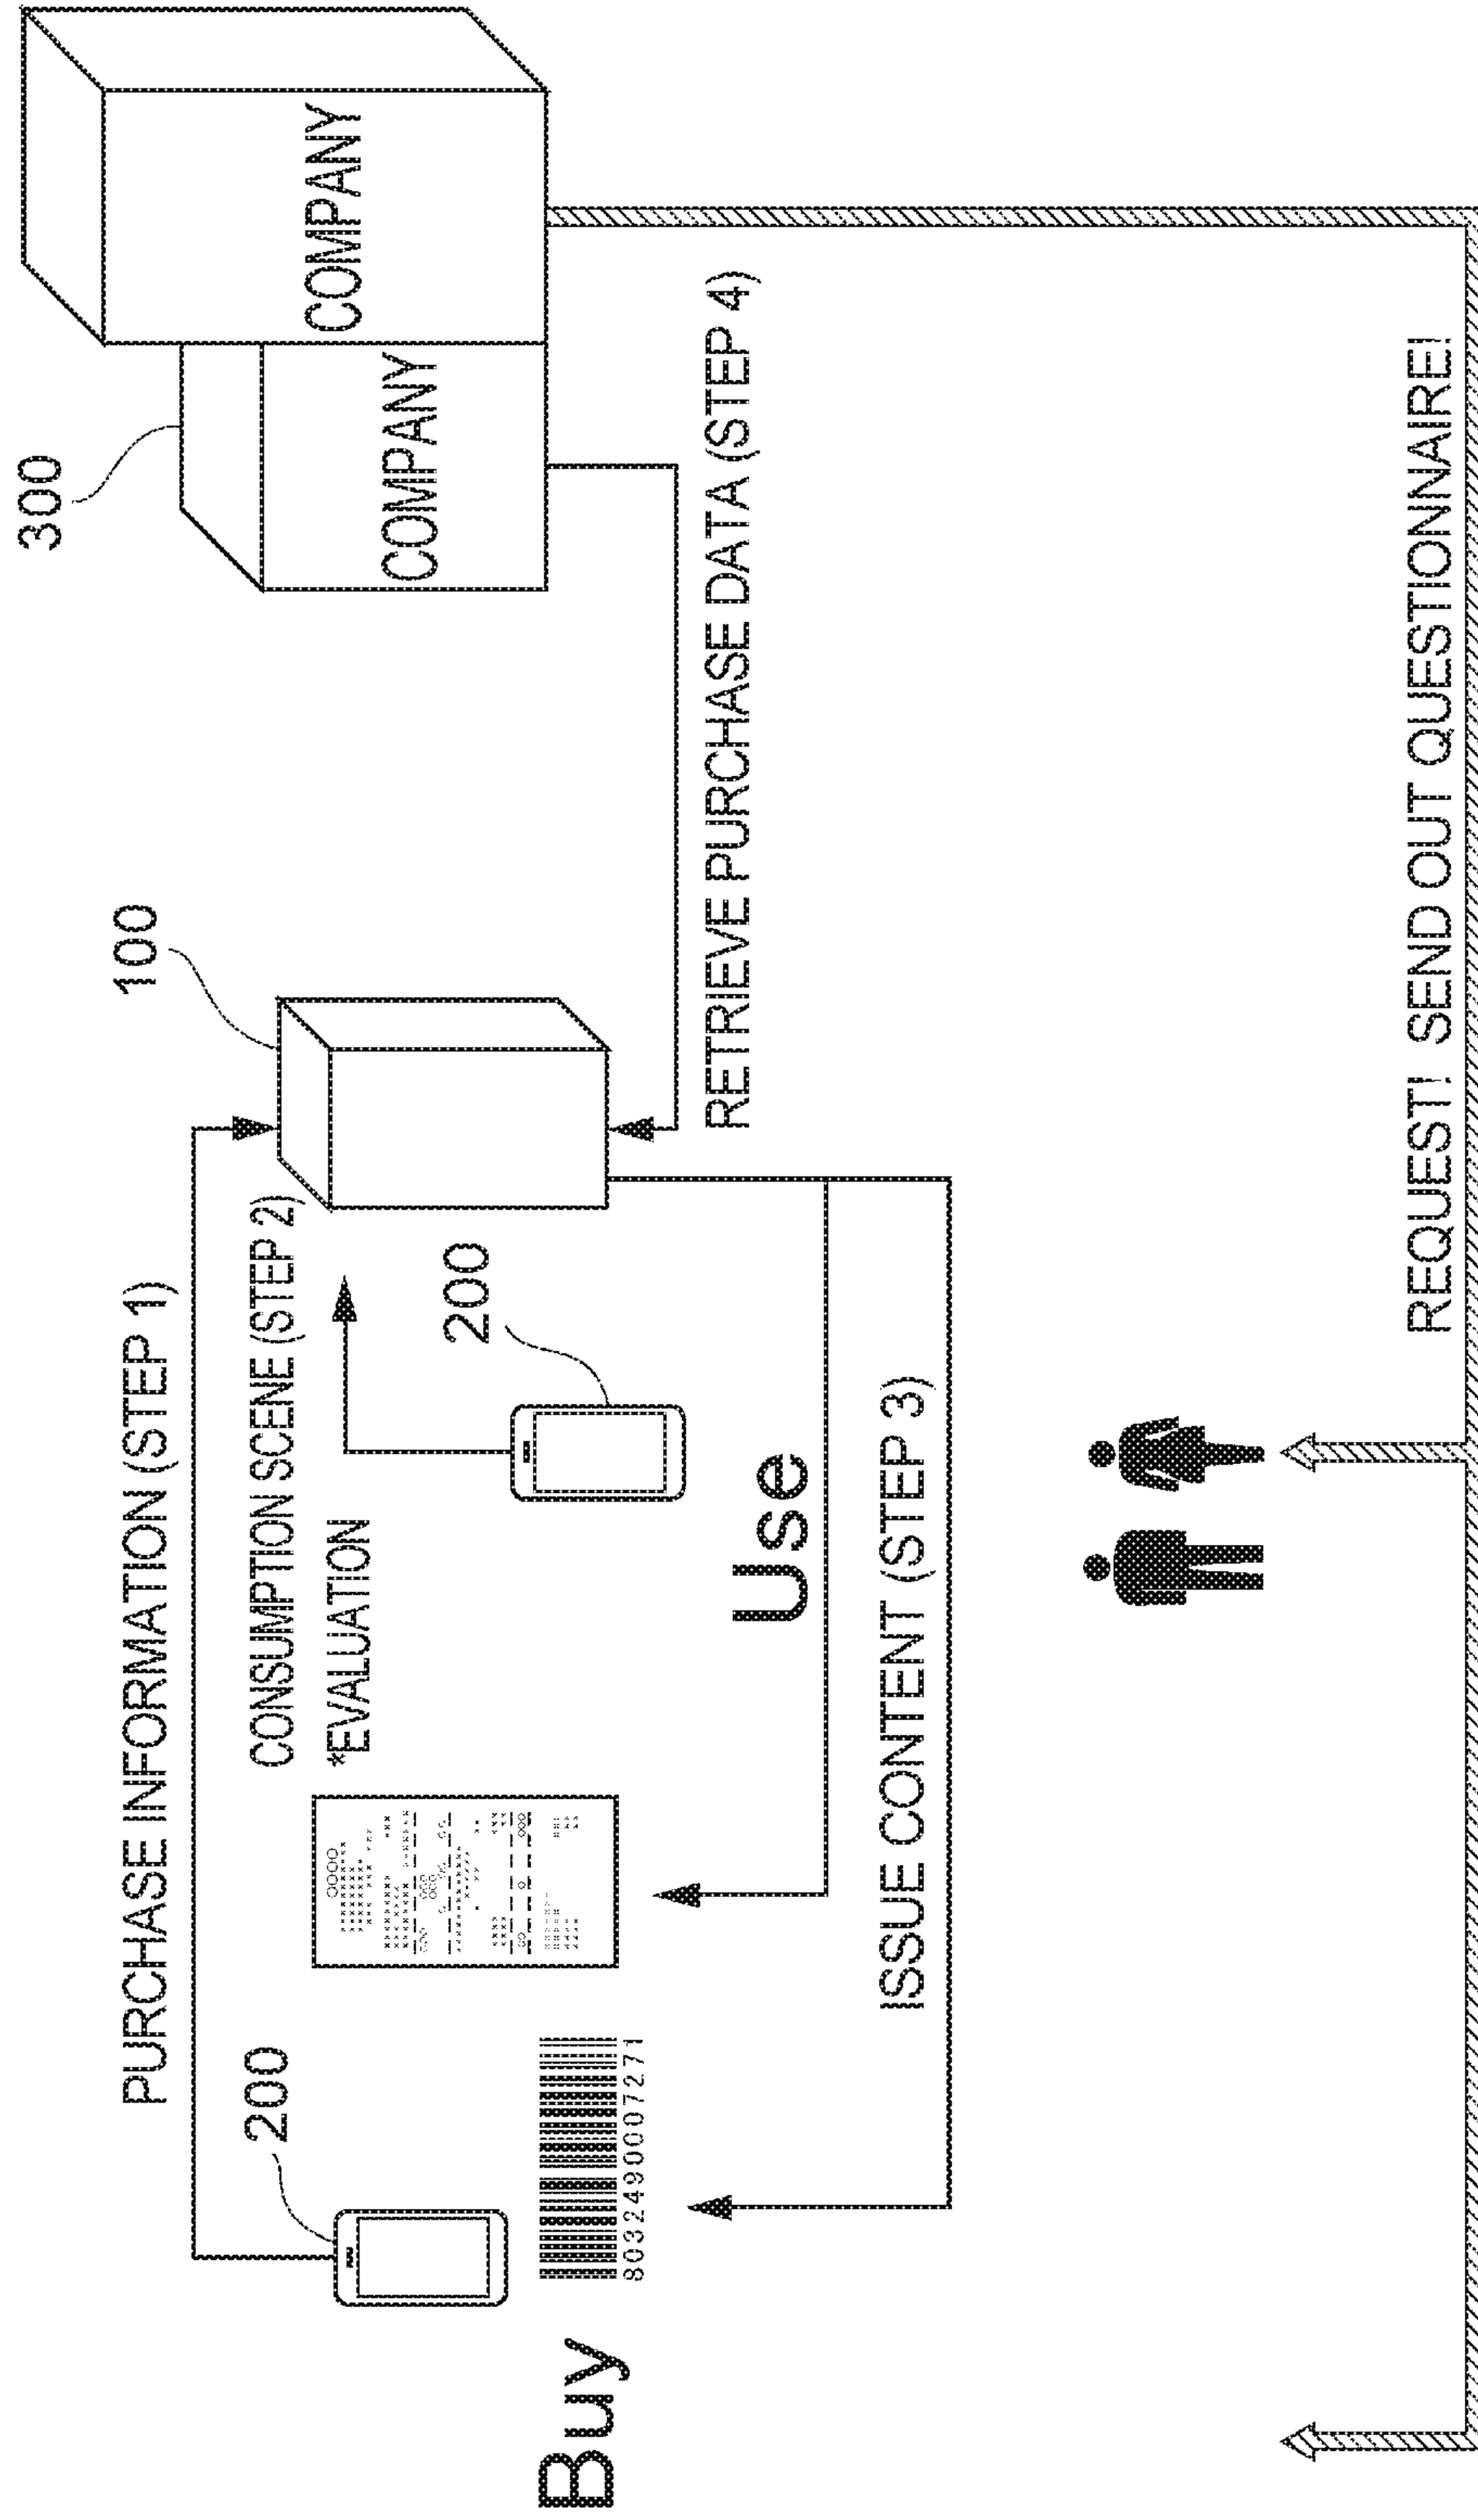 300
100
PURCHASE INFORMATION (STEP 1)
COMPANY
COMPANY
200
CONSUMPTION SCENE (STEP 2)
*EVALUATION
OOOO
200
Buy
8032490007271
RETRIEVE PURCHASE DATA (STEP 4)
Use
ISSUE CONTENT (STEP 3)
REQUEST! SEND OUT QUESTIONNAIRE!